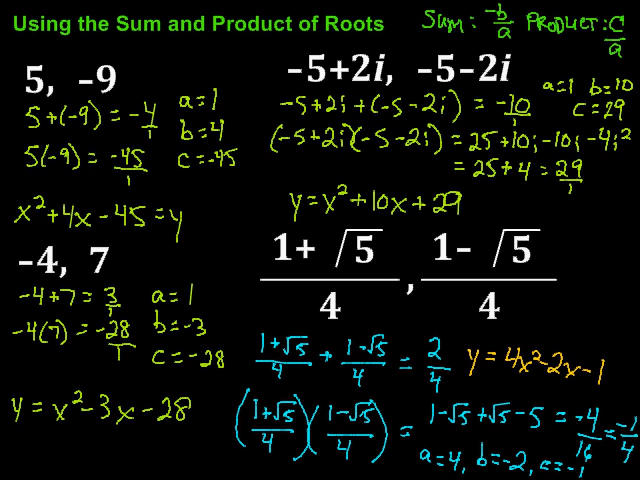 Using the Sum and Product of Roots
SUM: -b/a PRODUCT: C/a
5, -9
5+(-9) = -4/1
5(-9) = -45/1
a=1
b=4
c=-45
x²+4x-45=y
-5+2i, -5-2i
a=1 b=10
c=29
-5+2i+(-5-2i) = -10/1
(-5+2i)(-5-2i) = 25+10i-10i-4i²
= 25+4 = 29/1
y=x²+10x+29
-4, 7
-4+7 = 3/1
-4(7) = -28/1
a=1
b=-3
c=-28
y=x²-3x-28
1+√5/4, 1-√5/4
1+√5/4 + 1-√5/4 = 2/4
y=4x²-2x-1
(1+√5/4)(1-√5/4) = 1-√5+√5-5 = -4/16 = -1/4
a=4, b=-2, c=-1